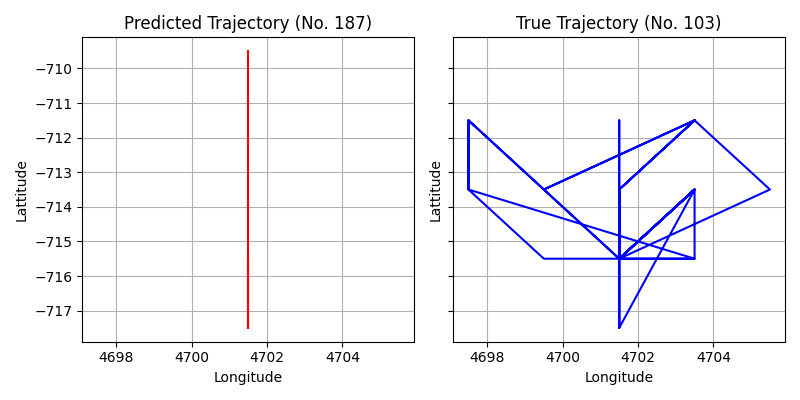 Predicted Trajectory (No. 187)
True Trajectory (No. 103)
Lattitude
−710
−711
−712
−713
−714
−715
−716
−717
4698
4700
4702
4704
Longitude
Lattitude
4698
4700
4702
4704
Longitude